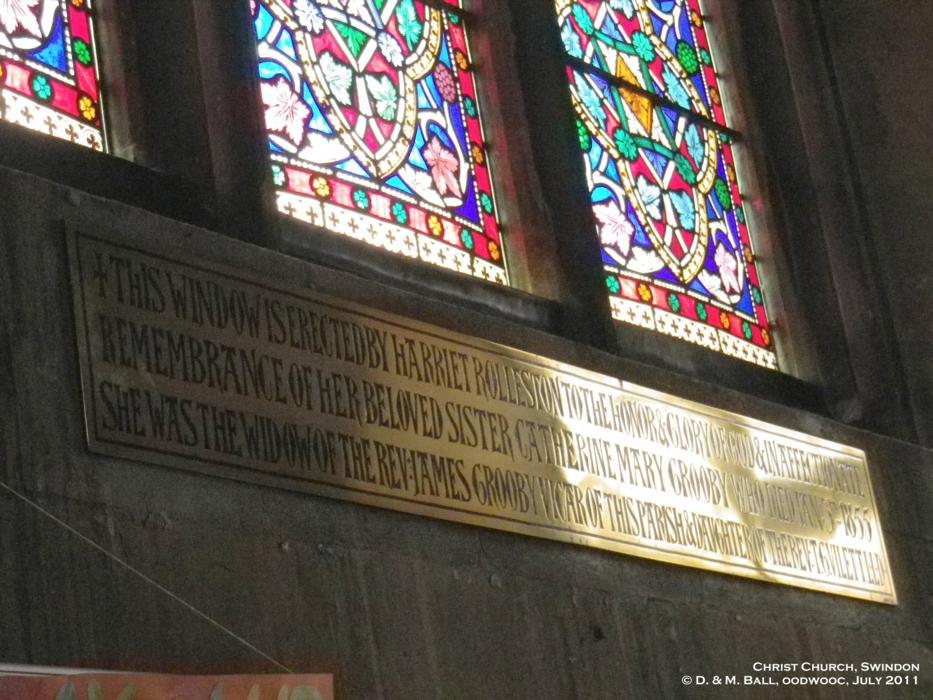 ✝THIS WINDOW IS ERECTED BY HARRIET ROLLESTON TO THE HONOR & GLORY OF GOD & IN AFFECTIONATE
REMEMBRANCE OF HER BELOVED SISTER CATHERINE MARY GROOBY WHO DIED JANY 5TH 1855
SHE WAS THE WIDOW OF THE REV: JAMES GROOBY VICAR OF THIS PARISH & DAUGHTER OF THE REV:
CHRIST CHURCH, SWINDON
© D. & M. BALL, OODWOOC, JULY 2011